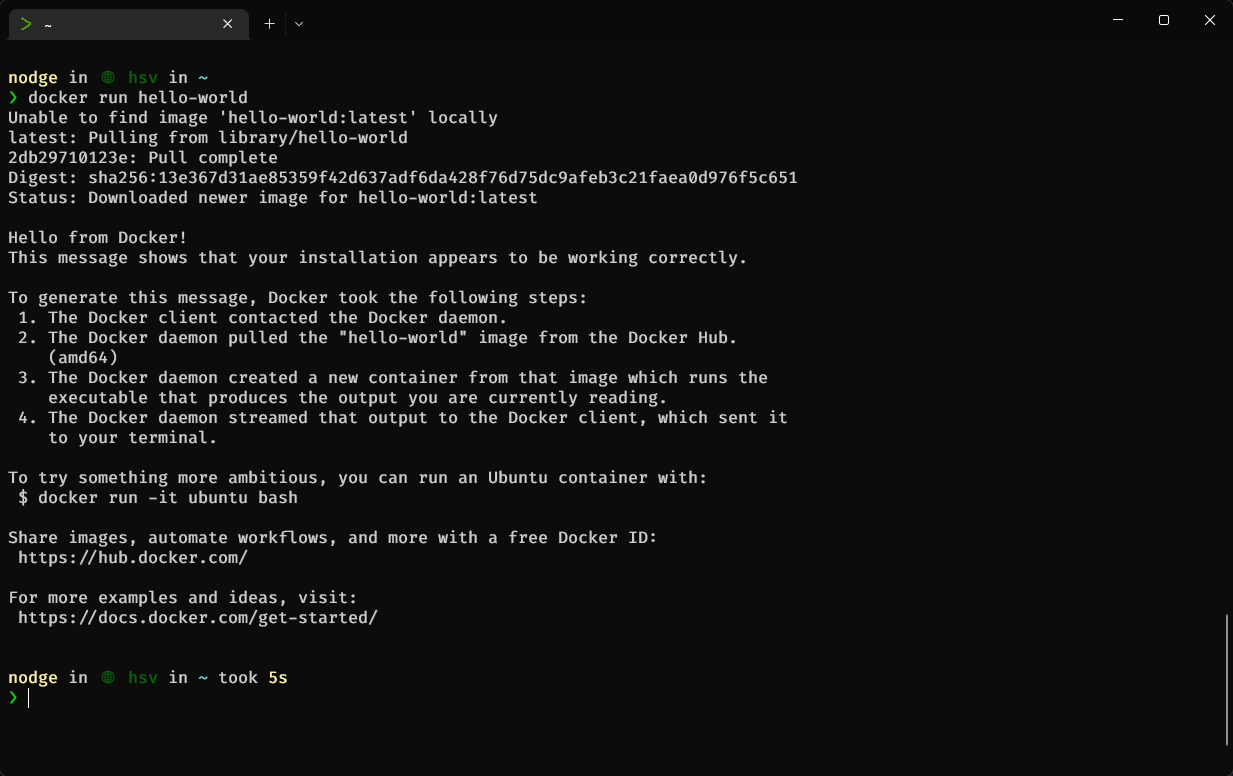 ~
nodge in 🌐 hsv in ~
❯ docker run hello-world
Unable to find image 'hello-world:latest' locally
latest: Pulling from library/hello-world
2db29710123e: Pull complete
Digest: sha256:13e367d31ae85359f42d637adf6da428f76d75dc9afeb3c21faea0d976f5c651
Status: Downloaded newer image for hello-world:latest
Hello from Docker!
This message shows that your installation appears to be working correctly.
To generate this message, Docker took the following steps:
1. The Docker client contacted the Docker daemon.
2. The Docker daemon pulled the "hello-world" image from the Docker Hub.
(amd64)
3. The Docker daemon created a new container from that image which runs the
executable that produces the output you are currently reading.
4. The Docker daemon streamed that output to the Docker client, which sent it
to your terminal.
To try something more ambitious, you can run an Ubuntu container with:
$ docker run -it ubuntu bash
Share images, automate workflows, and more with a free Docker ID:
https://hub.docker.com/
For more examples and ideas, visit:
https://docs.docker.com/get-started/
nodge in 🌐 hsv in ~ took 5s
❯